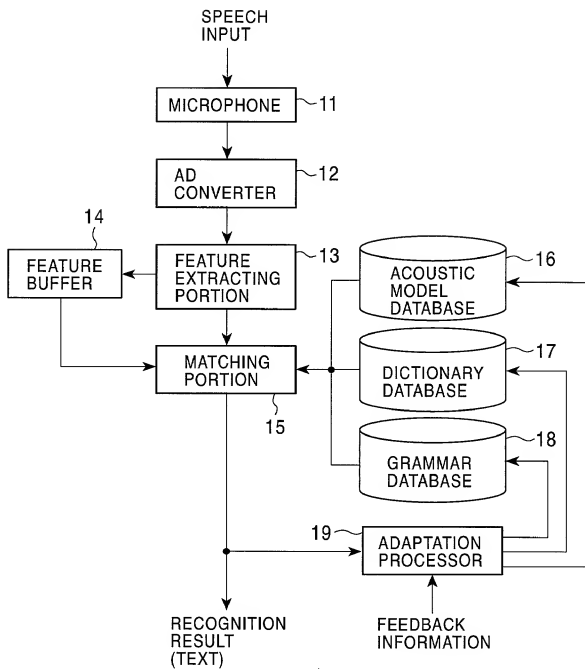 SPEECH
INPUT
MICROPHONE
11
AD
CONVERTER
12
14
FEATURE
BUFFER
FEATURE
EXTRACTING
PORTION
13
ACOUSTIC
MODEL
DATABASE
16
MATCHING
PORTION
15
DICTIONARY
DATABASE
17
GRAMMAR
DATABASE
18
19
ADAPTATION
PROCESSOR
RECOGNITION
RESULT
(TEXT)
FEEDBACK
INFORMATION